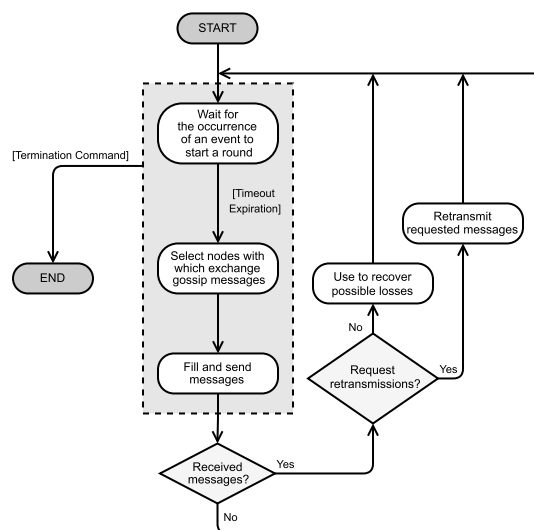 START
Wait for
the occurrence
of an event to
start a round
[Termination Command]
[Timeout
Expiration]
Retransmit
requested messages
Select nodes with
which exchange
gossip messages
END
Use to recover
possible losses
No
Fill and send
messages
Request
retransmissions?
Yes
Received
messages?
Yes
No